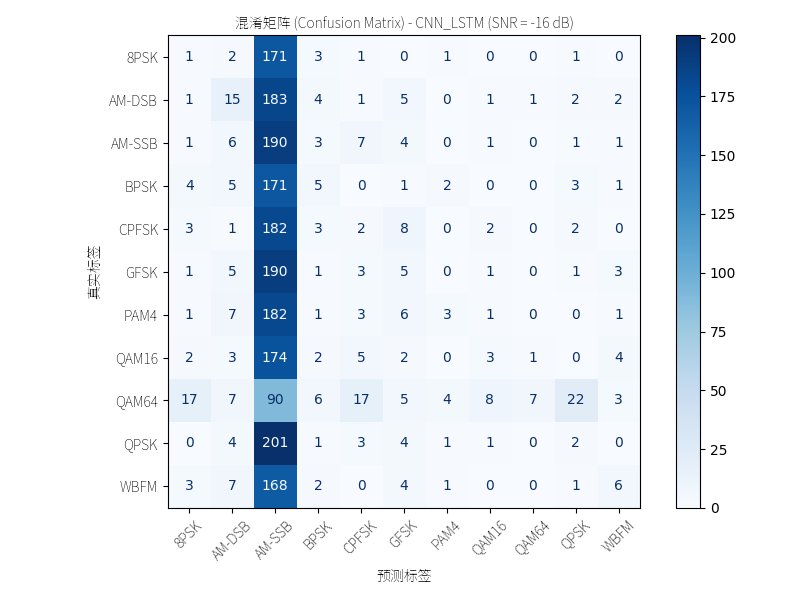 混淆矩阵 (Confusion Matrix) - CNN_LSTM (SNR = -16 dB)
8PSK 1 2 171 3 1 0 1 0 0 1 0
AM-DSB 1 15 183 4 1 5 0 1 1 2 2
AM-SSB 1 6 190 3 7 4 0 1 0 1 1
BPSK 4 5 171 5 0 1 2 0 0 3 1
CPFSK 3 1 182 3 2 8 0 2 0 2 0
GFSK 1 5 190 1 3 5 0 1 0 1 3
PAM4 1 7 182 1 3 6 3 1 0 0 1
QAM16 2 3 174 2 5 2 0 3 1 0 4
QAM64 17 7 90 6 17 5 4 8 7 22 3
QPSK 0 4 201 1 3 4 1 1 0 2 0
WBFM 3 7 168 2 0 4 1 0 0 1 6
8PSK AM-DSB AM-SSB BPSK CPFSK GFSK PAM4 QAM16 QAM64 QPSK WBFM
预测标签
真实标签
200
175
150
125
100
75
50
25
0